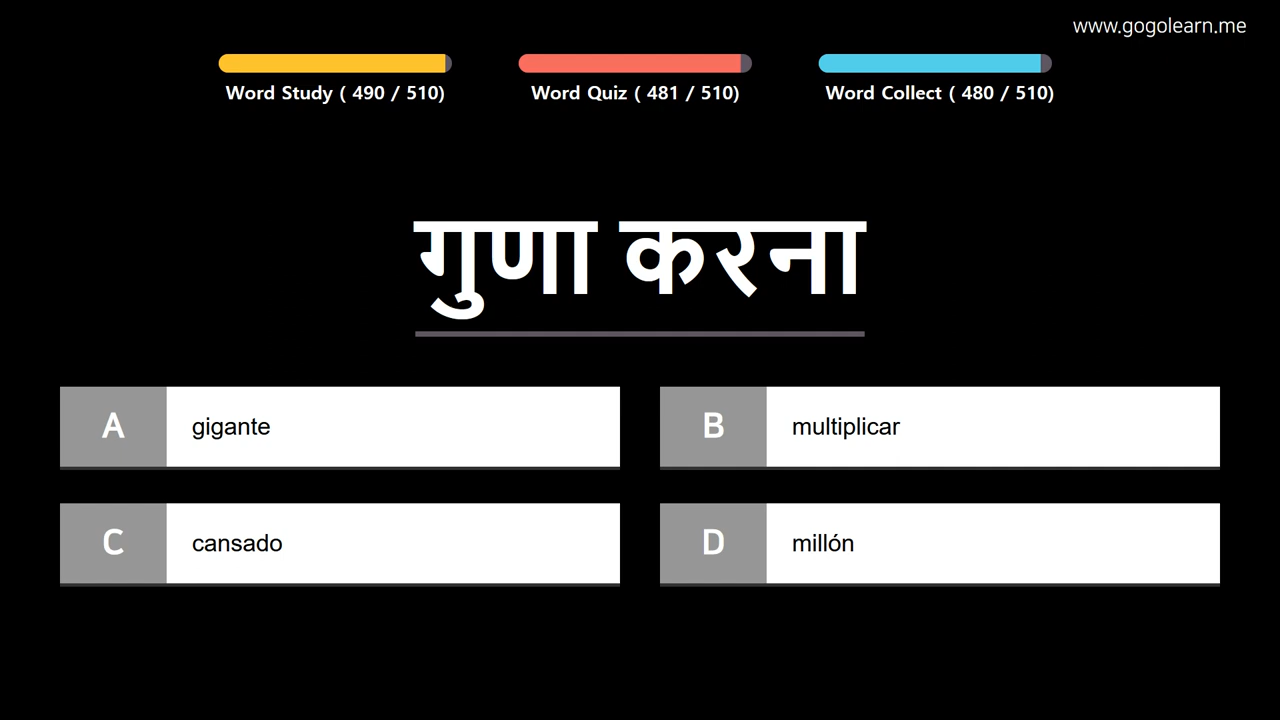 www.gogolearn.me
Word Study ( 490 / 510)
Word Quiz ( 481 / 510)
Word Collect ( 480 / 510)
गुणा करना
A gigante
B multiplicar
C cansado
D millón